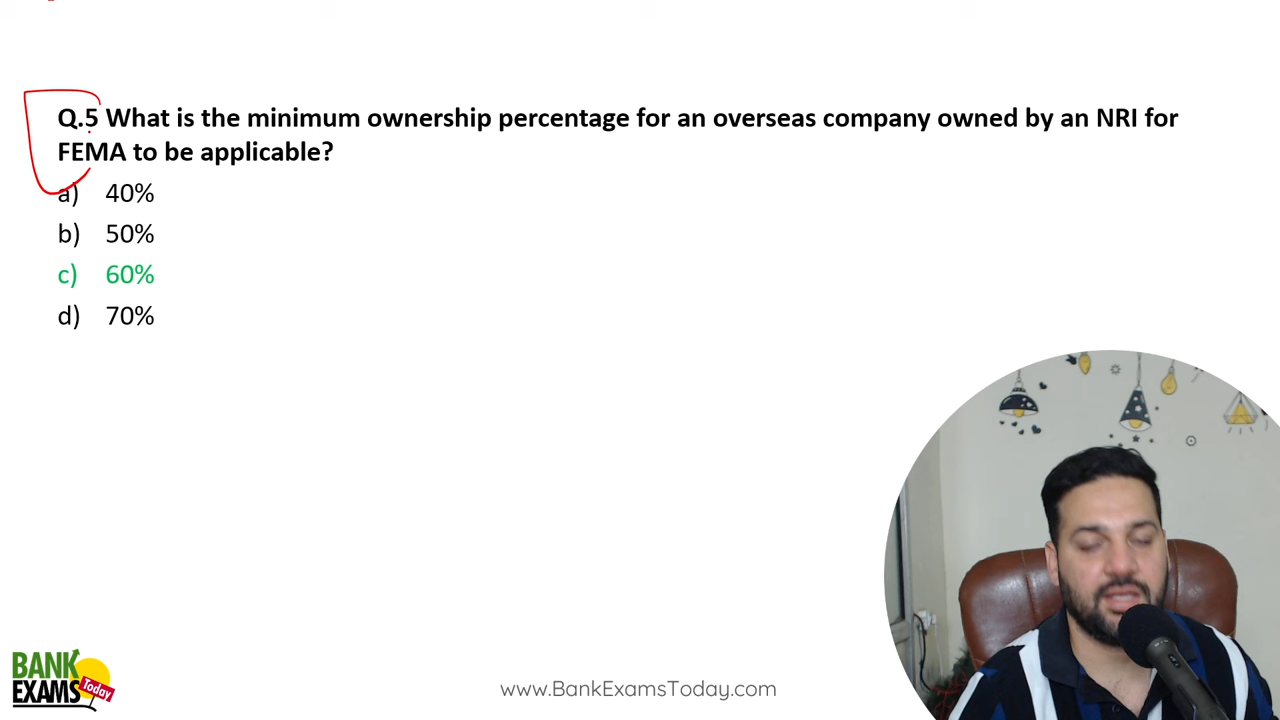 Q.5 What is the minimum ownership percentage for an overseas company owned by an NRI for
FEMA to be applicable?
a) 40%
b) 50%
c) 60%
d) 70%
BANK
EXAMS
Today
www.BankExamsToday.com